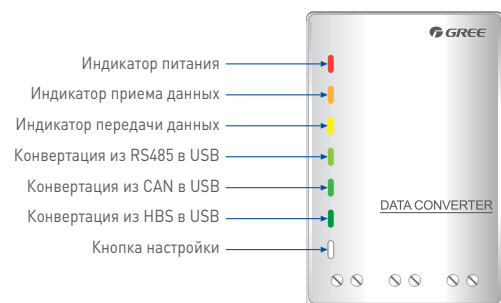 GREE
Индикатор питания
Индикатор приема данных
Индикатор передачи данных
Конвертация из RS485 в USB
Конвертация из CAN в USB
Конвертация из HBS в USB
DATA CONVERTER
Кнопка настройки